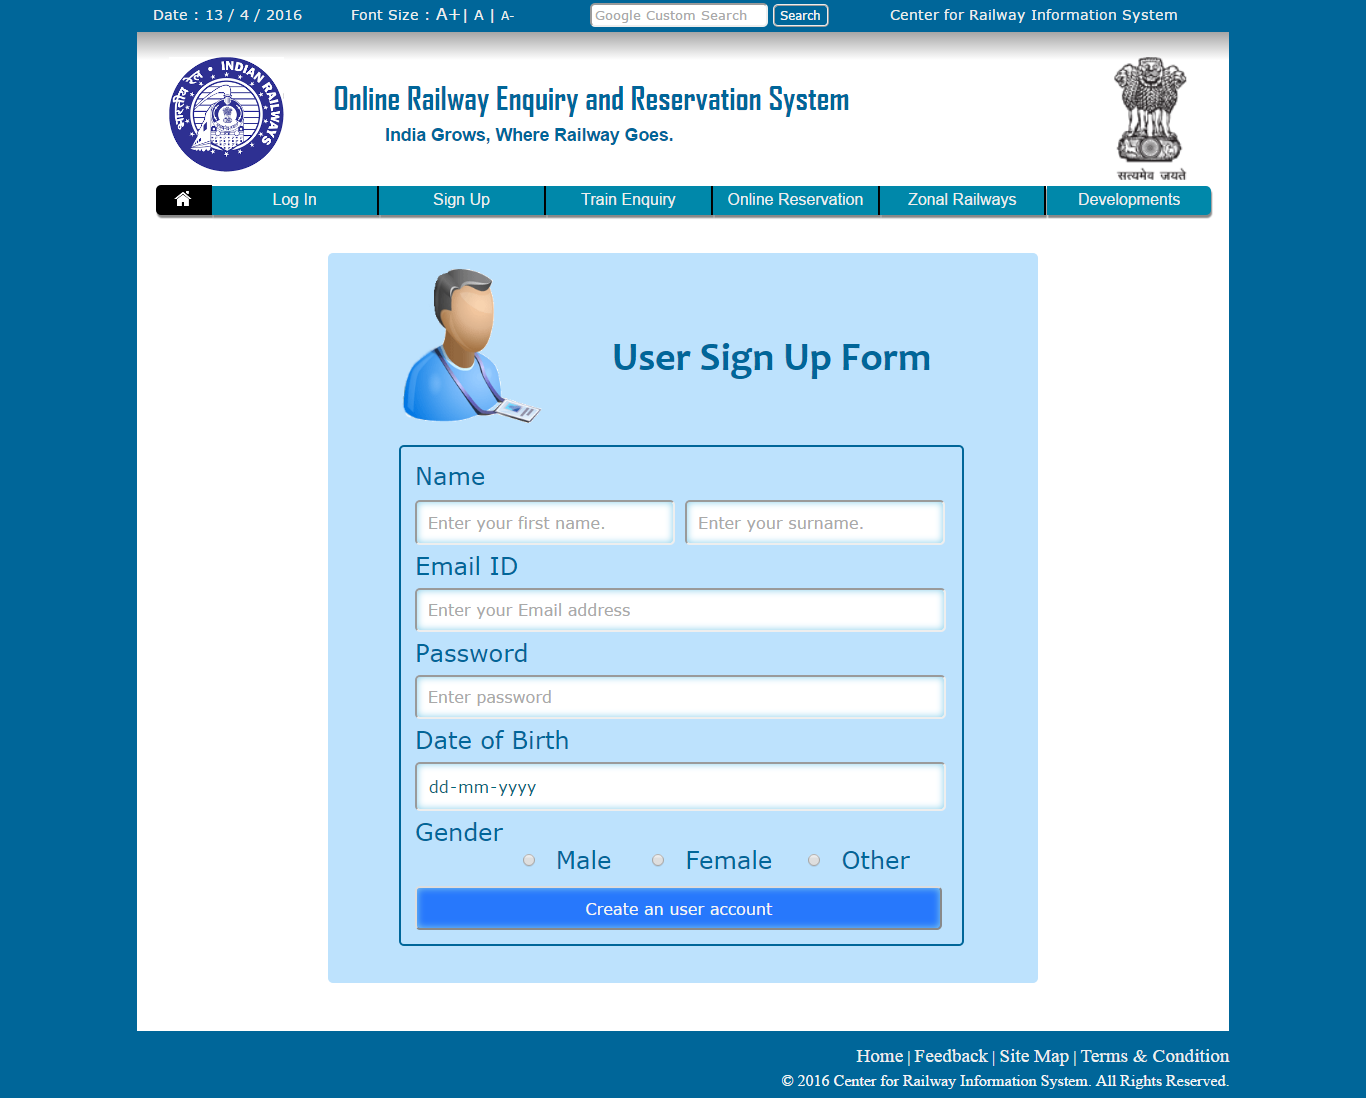 Date : 13 / 4 / 2016 Font Size : A+| A | A- Google Custom Search Search Center for Railway Information System
भारतीय रेल • INDIAN RAILWAYS
Online Railway Enquiry and Reservation System
India Grows, Where Railway Goes.
सत्यमेव जयते
Log In Sign Up Train Enquiry Online Reservation Zonal Railways Developments
User Sign Up Form
Name
Enter your first name. Enter your surname.
Email ID
Enter your Email address
Password
Enter password
Date of Birth
dd-mm-yyyy
Gender
Male Female Other
Create an user account
Home | Feedback | Site Map | Terms & Condition
© 2016 Center for Railway Information System. All Rights Reserved.